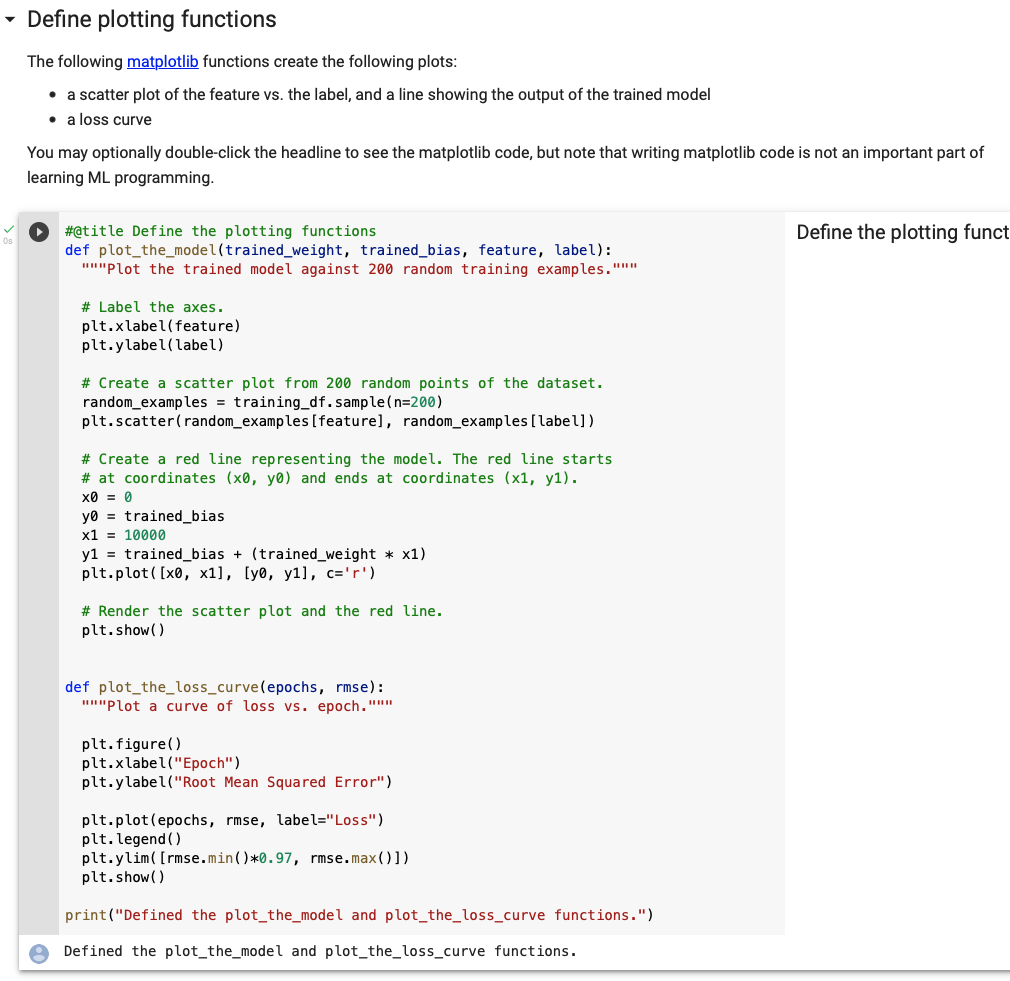 Define plotting functions
The following matplotlib functions create the following plots:
• a scatter plot of the feature vs. the label, and a line showing the output of the trained model
• a loss curve
You may optionally double-click the headline to see the matplotlib code, but note that writing matplotlib code is not an important part of
learning ML programming.
0s
#@title Define the plotting functions
Define the plotting funct
def plot_the_model(trained_weight, trained_bias, feature, label):
  """Plot the trained model against 200 random training examples."""

  # Label the axes.
  plt.xlabel(feature)
  plt.ylabel(label)

  # Create a scatter plot from 200 random points of the dataset.
  random_examples = training_df.sample(n=200)
  plt.scatter(random_examples[feature], random_examples[label])

  # Create a red line representing the model. The red line starts
  # at coordinates (x0, y0) and ends at coordinates (x1, y1).
  x0 = 0
  y0 = trained_bias
  x1 = 10000
  y1 = trained_bias + (trained_weight * x1)
  plt.plot([x0, x1], [y0, y1], c='r')

  # Render the scatter plot and the red line.
  plt.show()


def plot_the_loss_curve(epochs, rmse):
  """Plot a curve of loss vs. epoch."""

  plt.figure()
  plt.xlabel("Epoch")
  plt.ylabel("Root Mean Squared Error")

  plt.plot(epochs, rmse, label="Loss")
  plt.legend()
  plt.ylim([rmse.min()*0.97, rmse.max()])
  plt.show()

print("Defined the plot_the_model and plot_the_loss_curve functions.")
Defined the plot_the_model and plot_the_loss_curve functions.